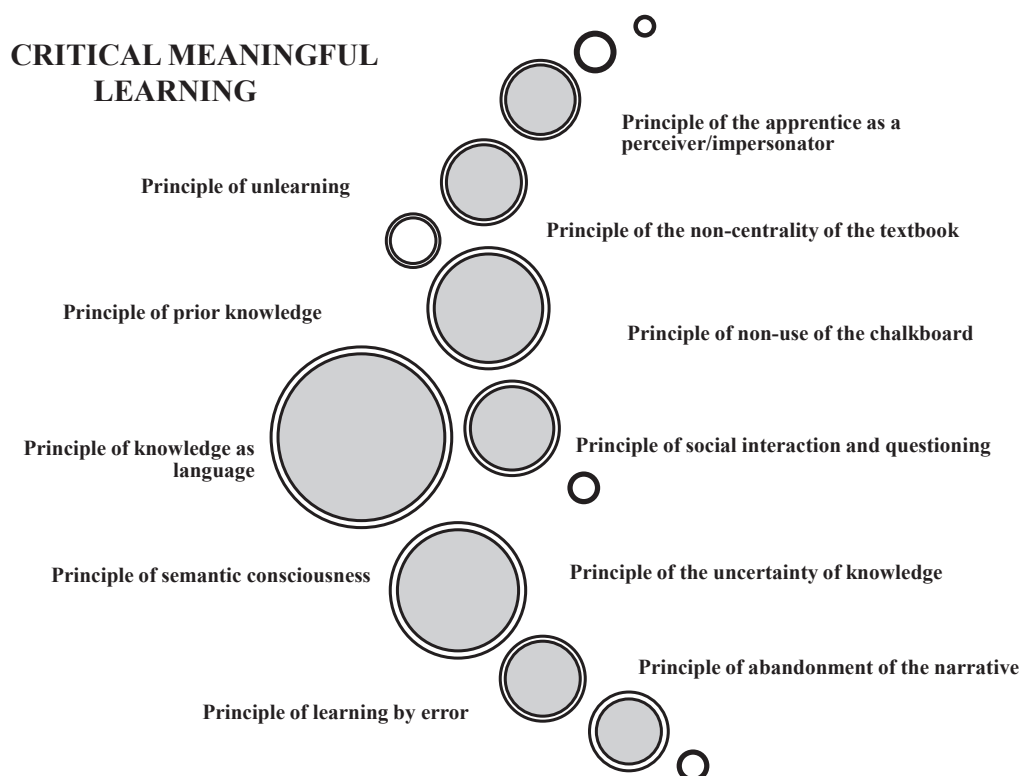 CRITICAL MEANINGFUL
LEARNING
Principle of the apprentice as a
perceiver/impersonator
Principle of unlearning
Principle of the non-centrality of the textbook
Principle of prior knowledge
Principle of non-use of the chalkboard
Principle of knowledge as
language
Principle of social interaction and questioning
Principle of semantic consciousness
Principle of the uncertainty of knowledge
Principle of abandonment of the narrative
Principle of learning by error